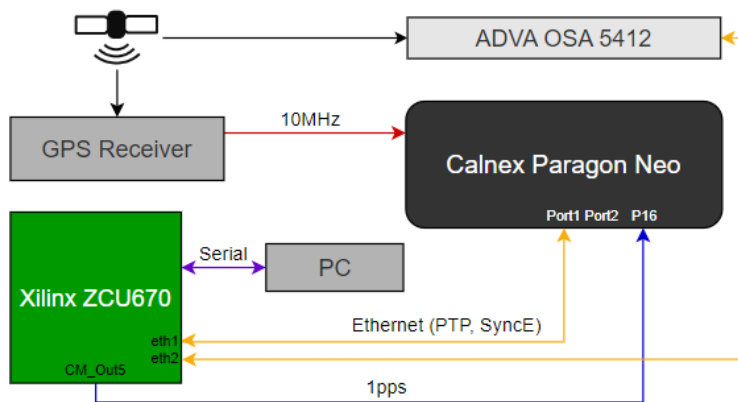 ADVA OSA 5412
10MHz
GPS Receiver
Calnex Paragon Neo
Port1 Port2 P16
Serial
PC
Xilinx ZCU670
Ethernet (PTP, SyncE)
eth1
eth2
CM_Out5
1pps